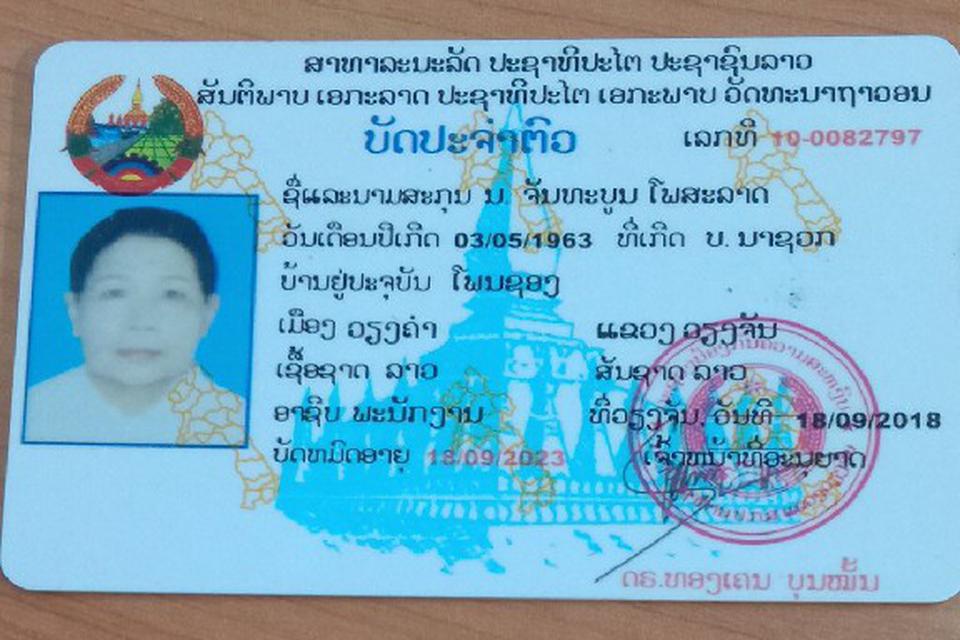 ສາທາລະນະລັດ ປະຊາທິປະໄຕ ປະຊາຊົນລາວ
ສັນຕິພາບ ເອກະລາດ ປະຊາທິປະໄຕ ເອກະພາບ ວັດທະນາຖາວອນ
ບັດປະຈຳຕົວ ເລກທີ 10-0082797
ຊື່ແລະນາມສະກຸນ ນ. ຈັນທະບູນ ໂພສະລາດ
ວັນເດືອນປີເກີດ 03/05/1963 ທີ່ເກີດ ບ. ນາຊວກ
ບ້ານຢູ່ປະຈຸບັນ ໂພນຊອງ
ເມືອງ ວຽງຄຳ ແຂວງ ວຽງຈັນ
ເຊື້ອຊາດ ລາວ ສັນຊາດ ລາວ
ອາຊິບ ພະນັກງານ ທີ່ວຽງຈັນ, ວັນທີ 18/09/2018
ບັດຫມົດອາຍຸ 18/09/2023 ເຈົ້າຫນ້າທີ່ອະນຸຍາດ
ດຣ.ທອງເຄນ ບຸນໝັ້ນ